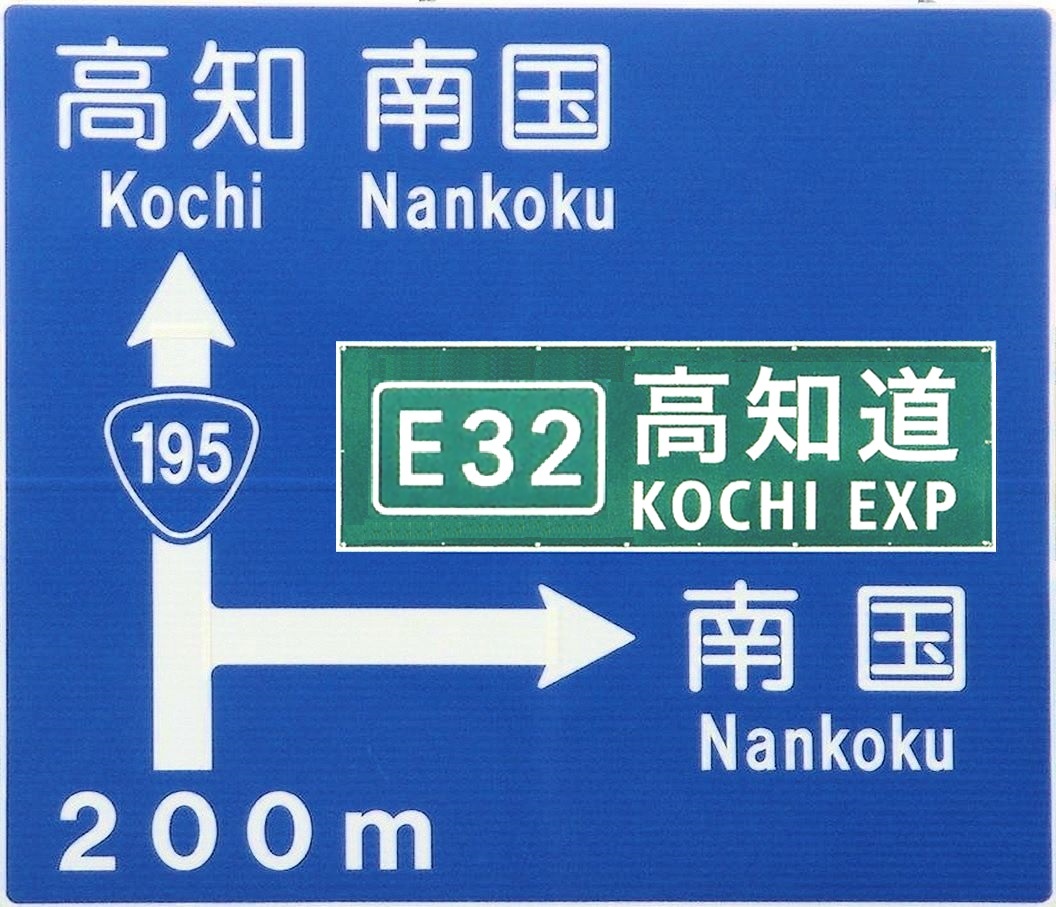 高知 南国
Kochi Nankoku
195
E32 高知道
KOCHI EXP
南国
Nankoku
200m